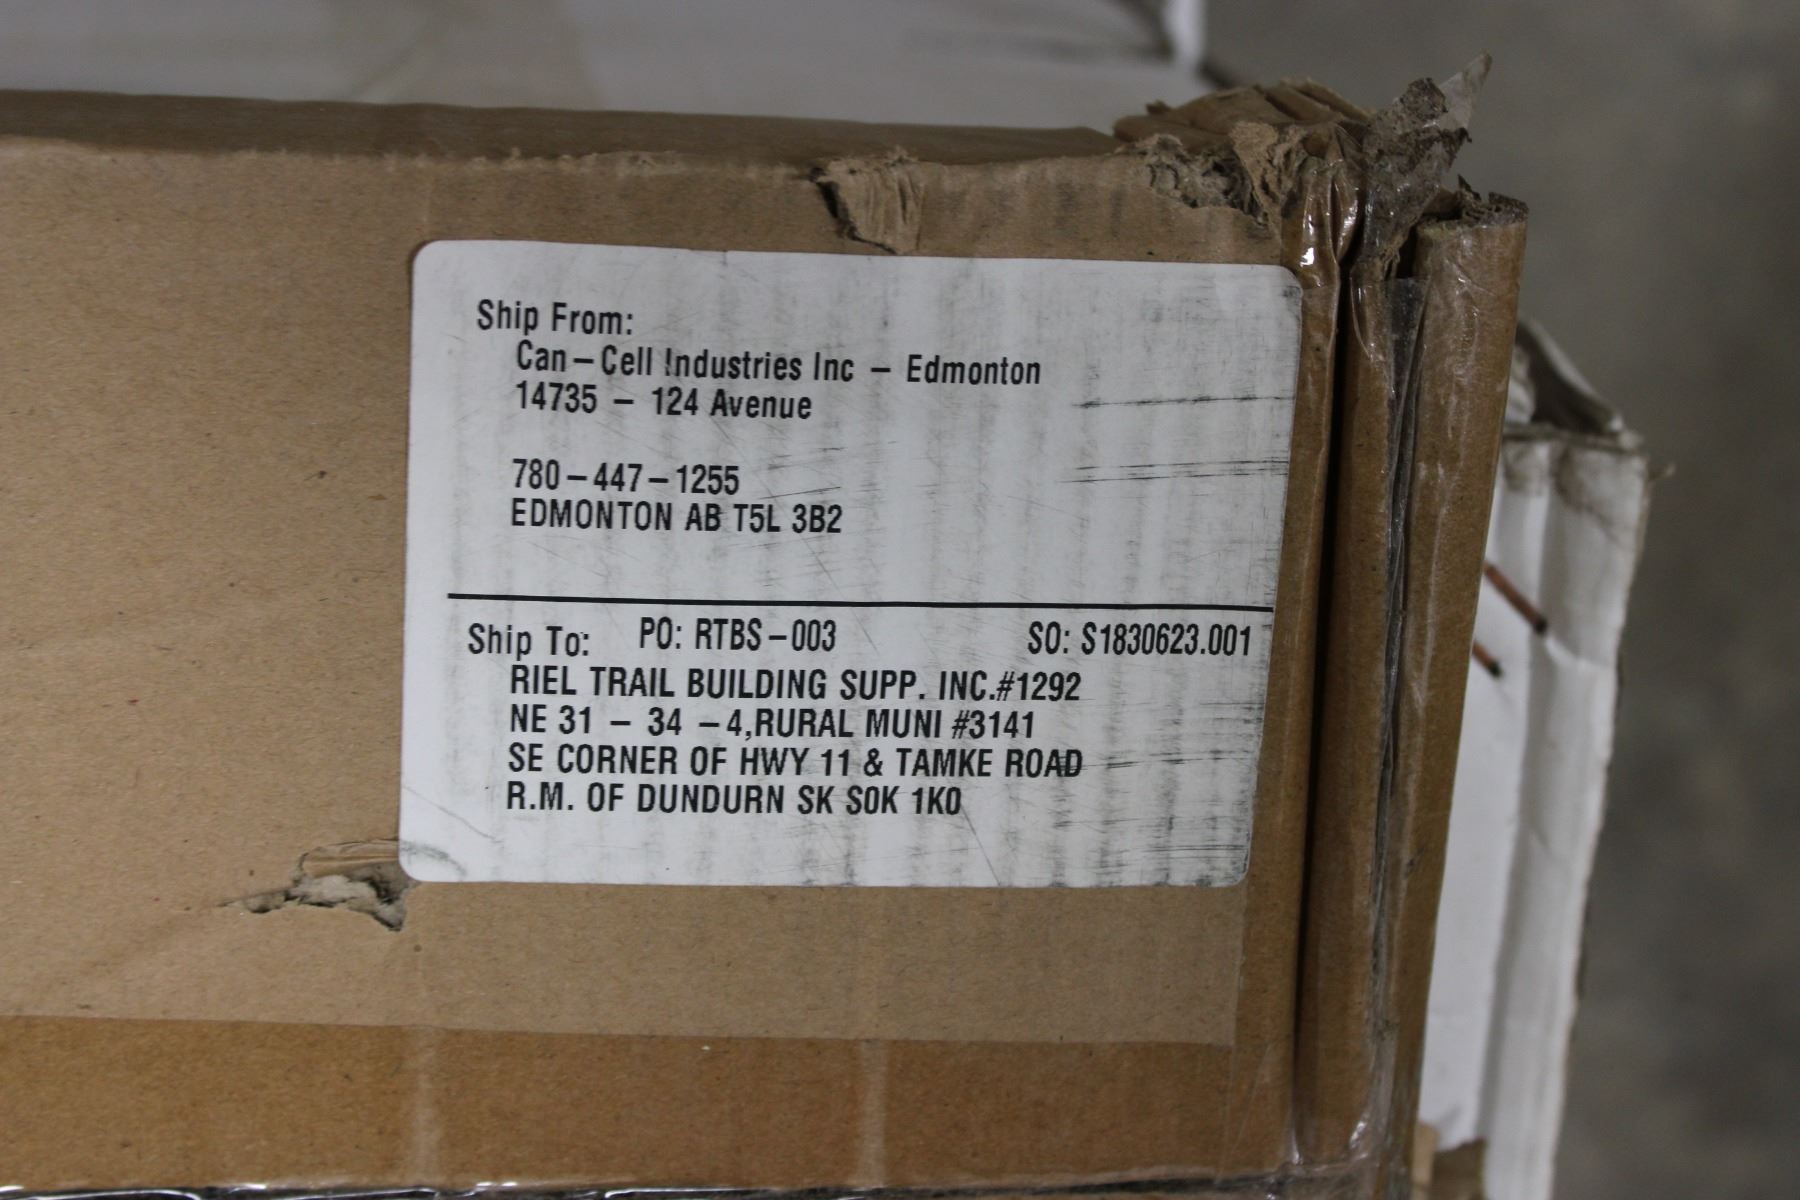 Ship From:
Can-Cell Industries Inc - Edmonton
14735 - 124 Avenue
780-447-1255
EDMONTON AB T5L 3B2
Ship To: PO: RTBS-003 SO: S1830623.001
RIEL TRAIL BUILDING SUPP. INC.#1292
NE 31 - 34 -4,RURAL MUNI #3141
SE CORNER OF HWY 11 & TAMKE ROAD
R.M. OF DUNDURN SK S0K 1K0